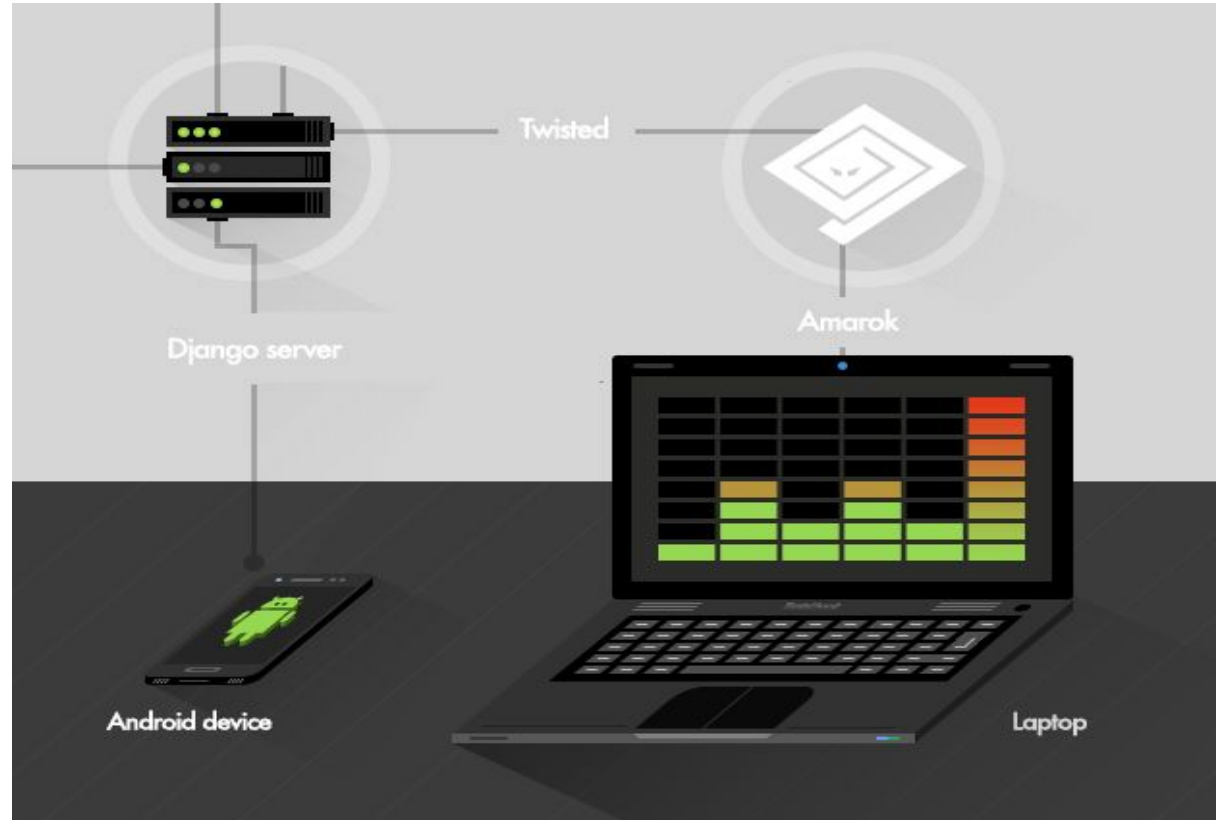 Twisted
Django server
Amarok
Android device
Laptop